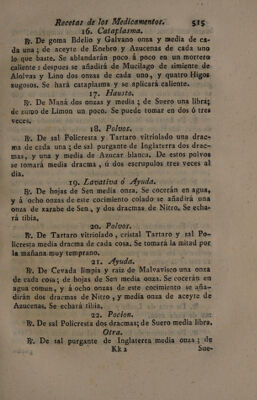 Recetas de los Medicamentos. 515
16. Cataplasma.
℞. De goma Bdelio y Galvano onza y media de ca-
da una; de aceyte de Enebro y Azucenas de cada uno
lo que baste. Se ablandarán poco á poco en un mortero
caliente: despues se añadirá de Mucilago de simiente de
Alolvas y Lino dos onzas de cada uno, y quatro Higos
xugosos. Se hará cataplasma y se aplicará caliente.
17. Hausto.
℞. De Maná dos onzas y media; de Suero una libra;
de zumo de Limon un poco. Se puede tomar en dos ó tres
veces.
18. Polvos.
℞. De sal Policresta y Tartaro vitriolado una drac-
ma de cada una; de sal purgante de Inglaterra dos drac-
mas, y una y media de Azucar blanca. De estos polvos
se tomará media dracma, ú dos escrupulos tres veces al
dia.
19. Lavativa ó Ayuda.
℞. De hojas de Sen media onza. Se cocerán en agua,
y á ocho onzas de este cocimiento colado se añadirá una
onza de xarabe de Sen, y dos dracmas de Nitro. Se echa-
rá tibia.
20. Polvos.
℞. De Tartaro vitriolado, cristal Tartaro y sal Po-
licresta media dracma de cada cosa. Se tomará la mitad por
la mañana muy temprano.
21. Ayuda.
℞. De Cevada limpia y raiz de Malvavisco una onza
de cada cosa; de hojas de Sen media onza. Se cocerán en
agua comun, y á ocho onzas de este cocimiento se aña-
dirán dos dracmas de Nitro, y media onza de aceyte de
Azucenas. Se echará tibia.
22. Pocion.
℞. De sal Policresta dos dracmas; de Suero media libra.
Otra.
℞. De sal purgante de Inglaterra media onza; de
Kk 2 Sue-